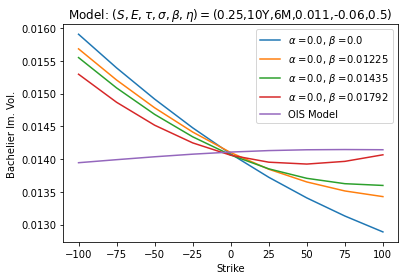 Model: (S, E, τ, σ, β, η) = (0.25,10Y,6M,0.011,-0.06,0.5)
Bachelier Im. Vol.
0.0160
0.0155
0.0150
0.0145
0.0140
0.0135
0.0130
α =0.0, β =0.0
α =0.0, β =0.01225
α =0.0, β =0.01435
α =0.0, β =0.01792
OIS Model
−100 −75 −50 −25 0 25 50 75 100
Strike